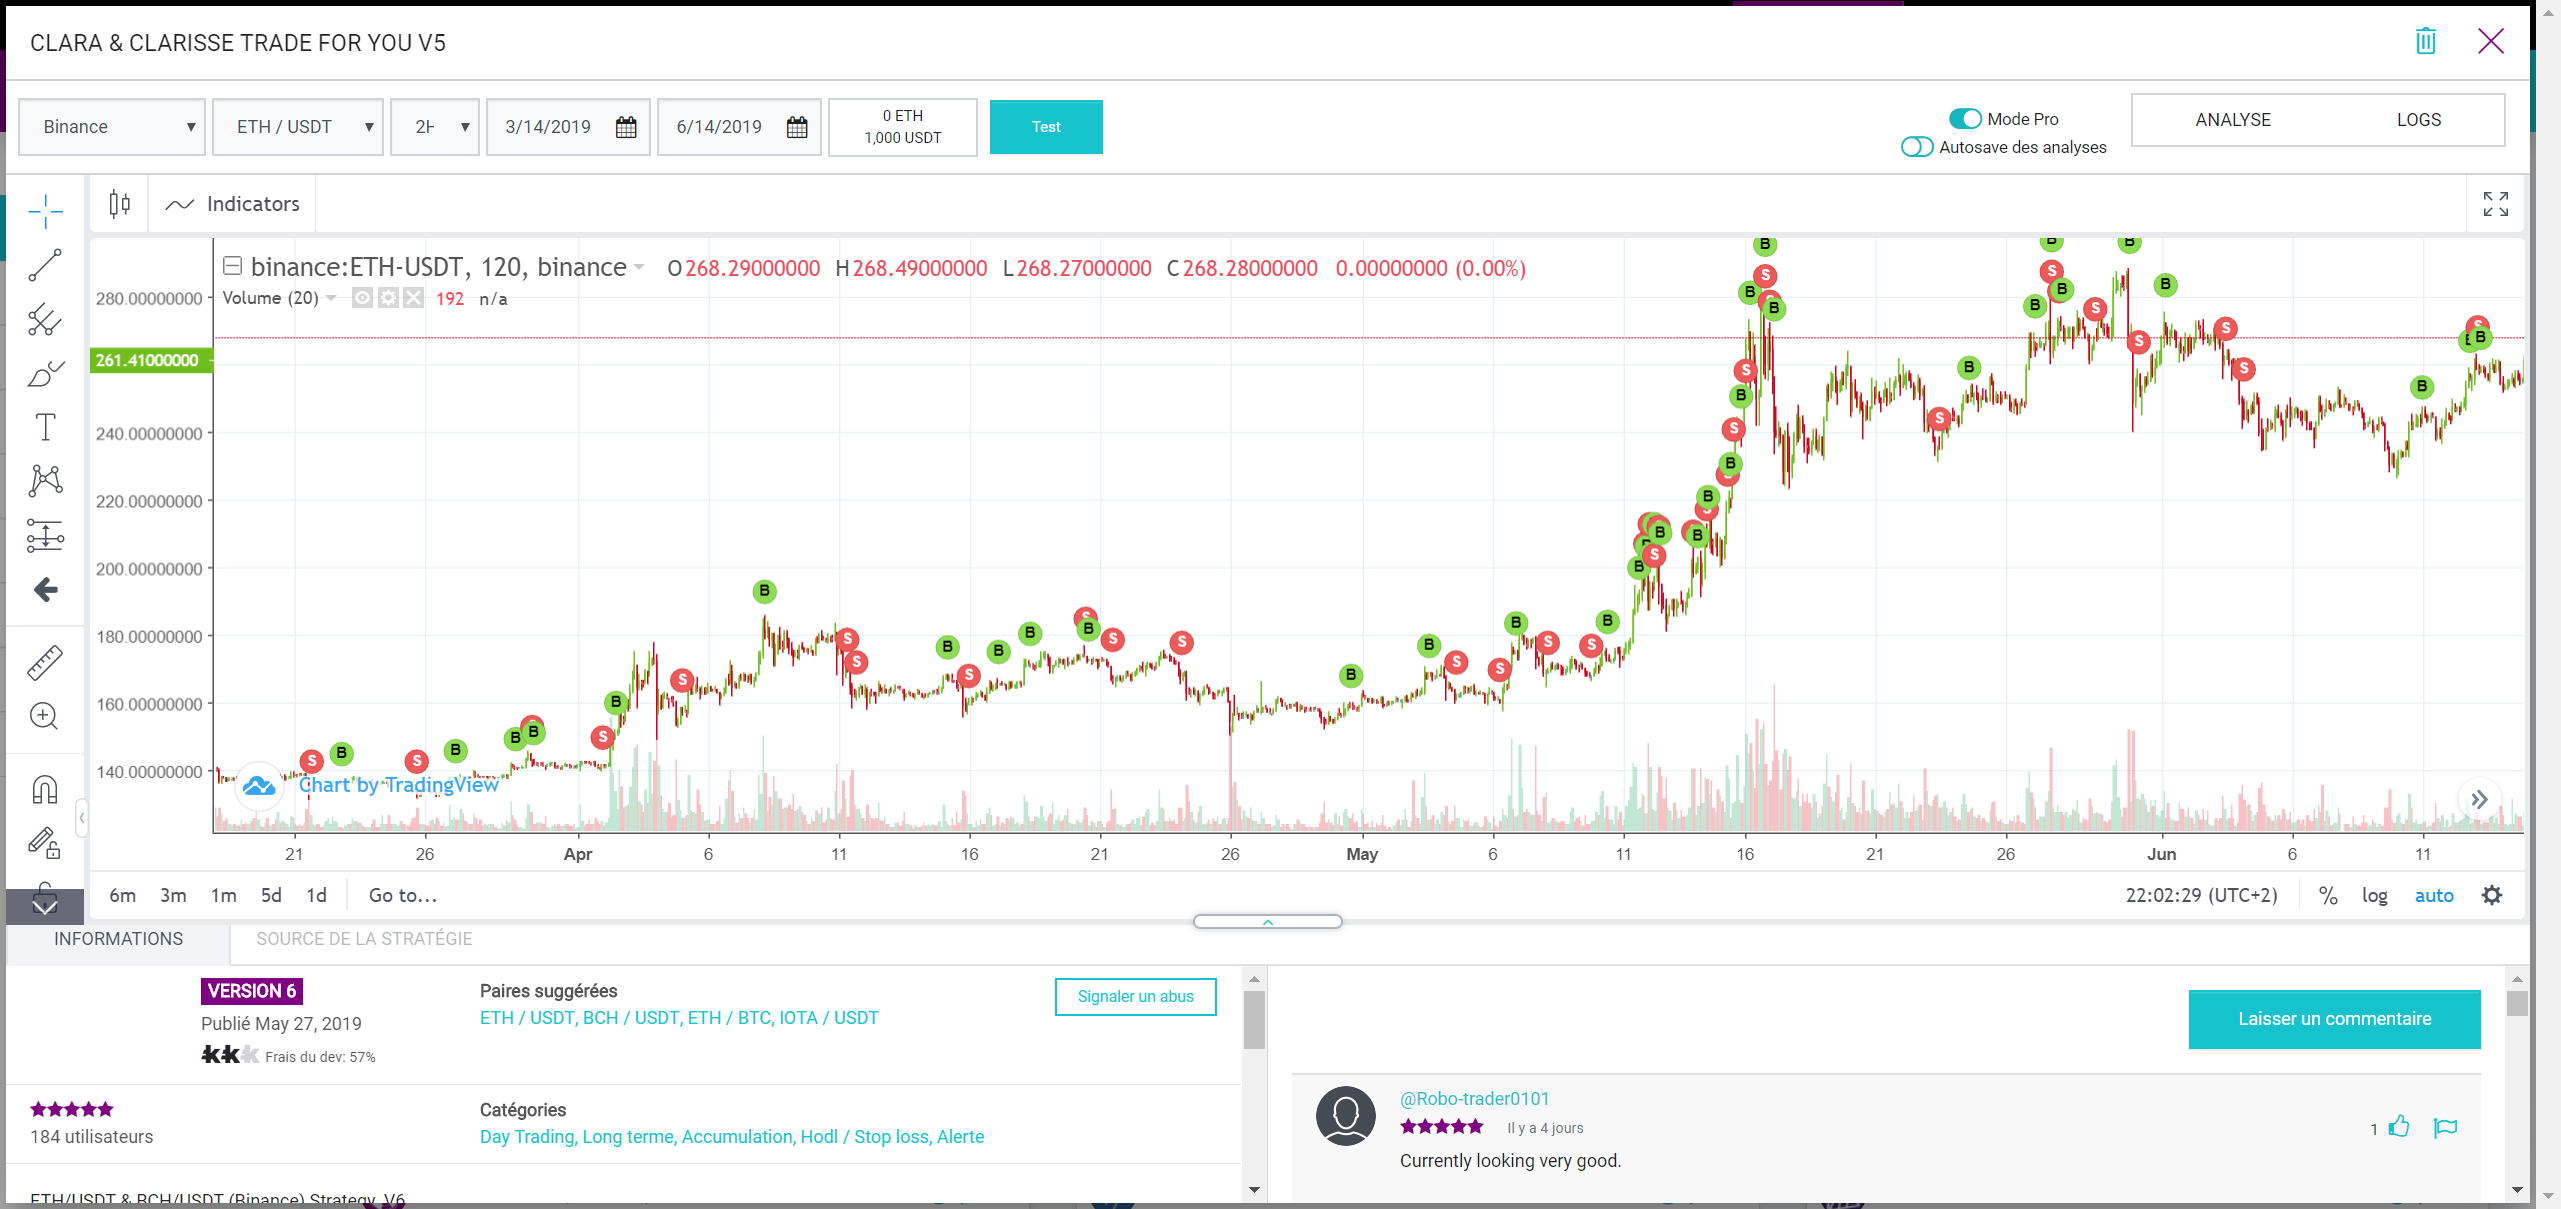 CLARA & CLARISSE TRADE FOR YOU V5
Binance
ETH / USDT
3/14/2019
6/14/2019
0 ETH
1,000 USDT
Test
Mode Pro
Autosave des analyses
ANALYSE
LOGS
Indicators
binance:ETH-USDT, 120, binance
O268.29000000 H268.49000000 L268.27000000 C268.28000000 0.00000000 (0.00%)
Volume (20) 192 n/a
280.00000000
261.41000000
240.00000000
220.00000000
200.00000000
180.00000000
160.00000000
140.00000000
Chart by TradingView
21 26 Apr 6 11 16 21 26 May 6 11 16 21 26 Jun 6 11
6m 3m 1m 5d 1d Go to...
22:02:29 (UTC+2) % log auto
INFORMATIONS
SOURCE DE LA STRATÉGIE
VERSION 6
Publié May 27, 2019
Frais du dev: 57%
Paires suggérées
ETH / USDT, BCH / USDT, ETH / BTC, IOTA / USDT
Signaler un abus
184 utilisateurs
Catégories
Day Trading, Long terme, Accumulation, Hodl / Stop loss, Alerte
ETH/USDT & BCH/USDT (Binance) Strategy V6
Laisser un commentaire
@Robo-trader0101
Il y a 4 jours
1
Currently looking very good.